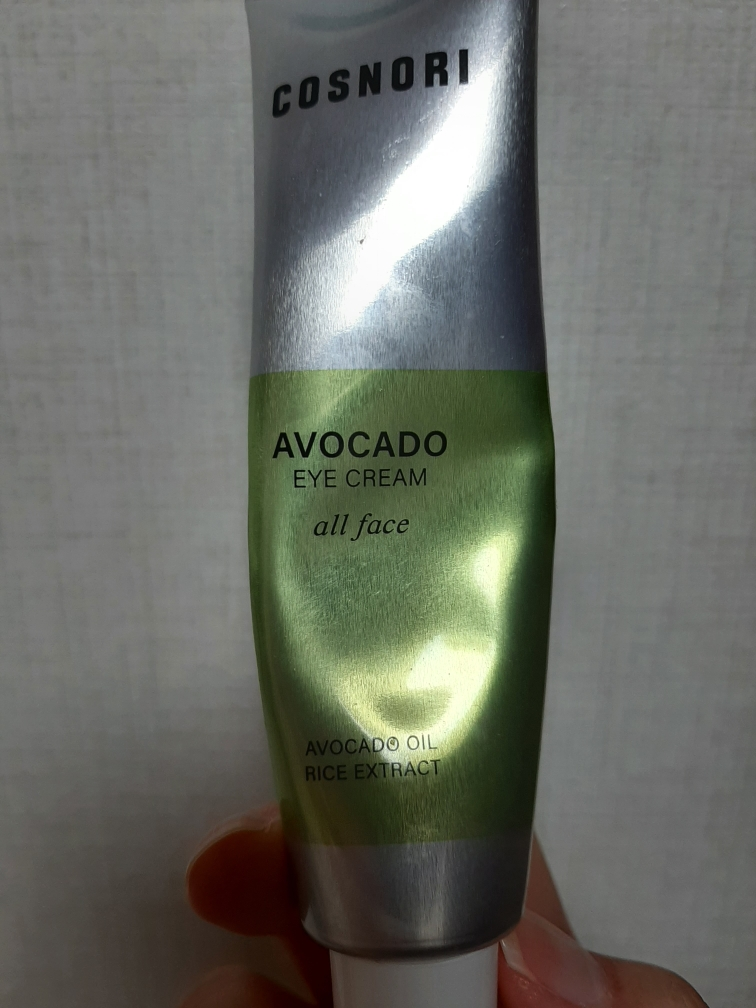 COSNORI
AVOCADO
EYE CREAM
all face
AVOCADO OIL
RICE EXTRACT